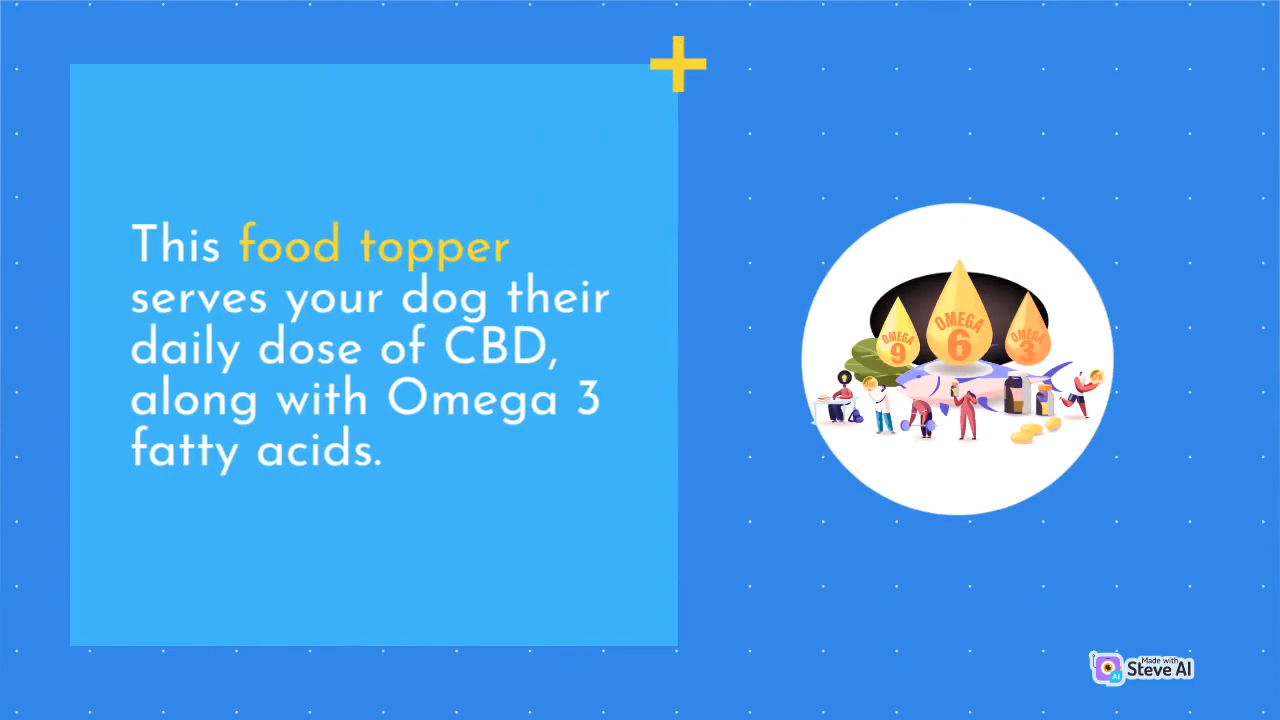 This food topper
serves your dog their
daily dose of CBD,
along with Omega 3
fatty acids.
OMEGA
9
OMEGA
6
OMEGA
3
Made with
Steve AI
AI